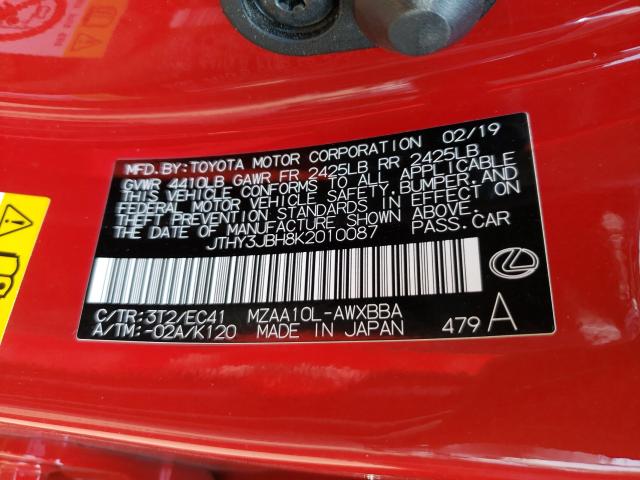 MFD.BY:TOYOTA MOTOR CORPORATION 02/19
GVWR 4410LB GAWR FR 2425LB RR 2425LB
THIS VEHICLE CONFORMS TO ALL APPLICABLE
FEDERAL MOTOR VEHICLE SAFETY, BUMPER, AND
THEFT PREVENTION STANDARDS IN EFFECT ON
THE DATE OF MANUFACTURE SHOWN ABOVE.
JTHY3JBH8K2010087 PASS.CAR
C/TR:3T2/EC41 MZAA10L-AWXBBA
A/TM:-02A/K120 MADE IN JAPAN 479 A